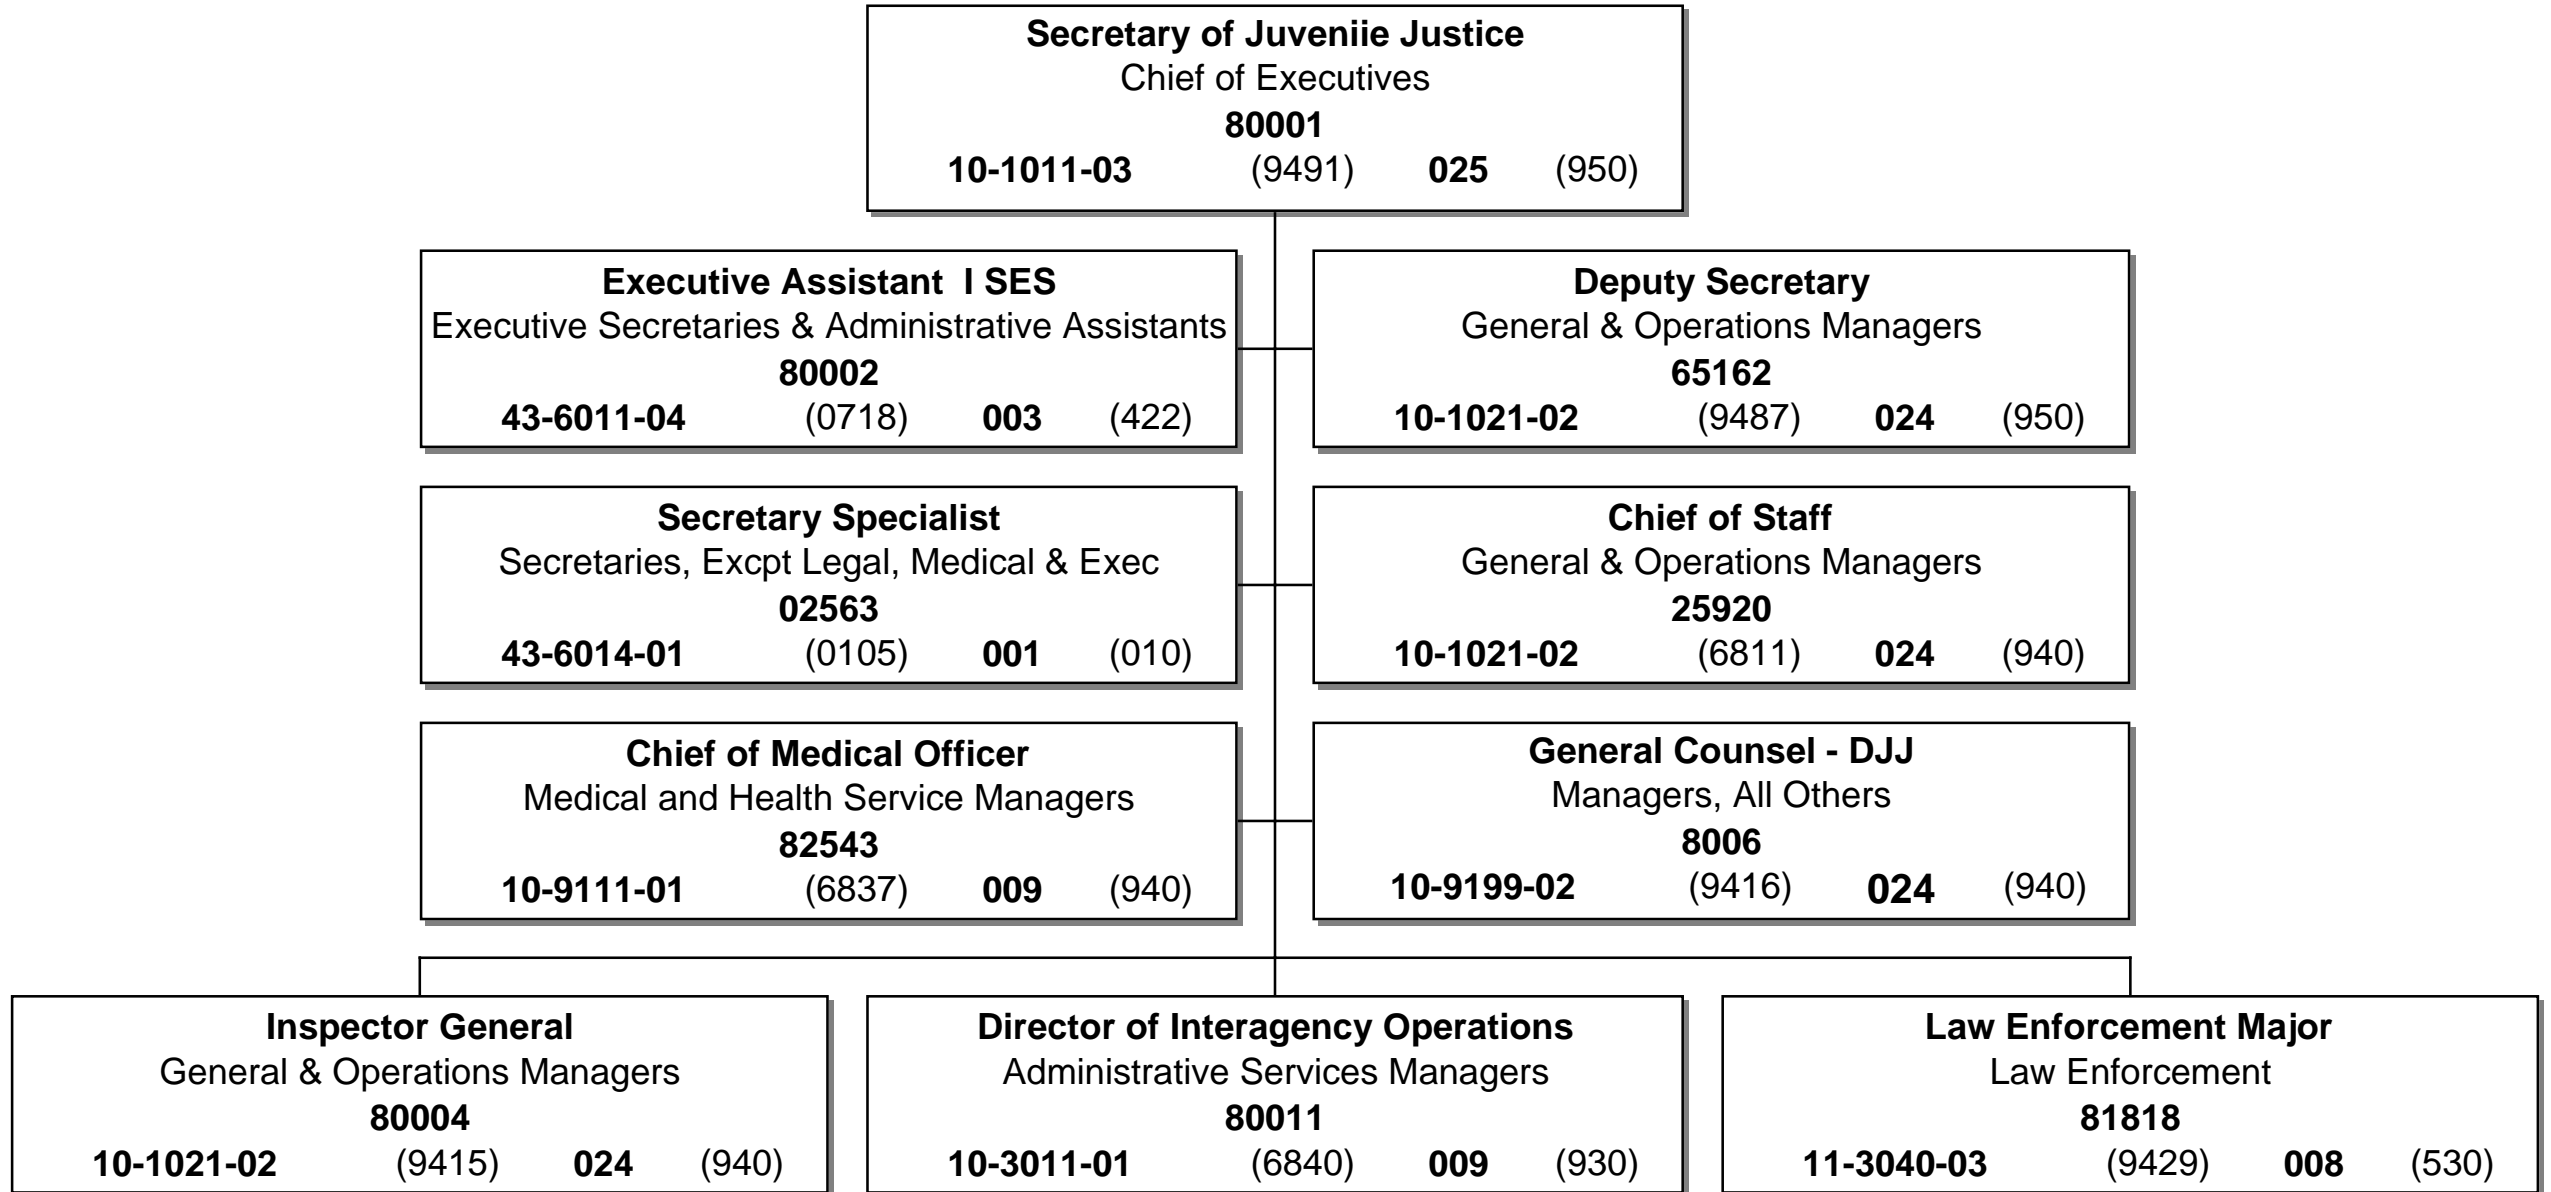 Secretary of Juveniie Justice
Chief of Executives
80001
10-1011-03 (9491) 025 (950)
Executive Assistant I SES
Executive Secretaries & Administrative Assistants
80002
43-6011-04 (0718) 003 (422)
Deputy Secretary
General & Operations Managers
65162
10-1021-02 (9487) 024 (950)
Secretary Specialist
Secretaries, Excpt Legal, Medical & Exec
02563
43-6014-01 (0105) 001 (010)
Chief of Staff
General & Operations Managers
25920
10-1021-02 (6811) 024 (940)
Chief of Medical Officer
Medical and Health Service Managers
82543
10-9111-01 (6837) 009 (940)
General Counsel - DJJ
Managers, All Others
8006
10-9199-02 (9416) 024 (940)
Inspector General
General & Operations Managers
80004
10-1021-02 (9415) 024 (940)
Director of Interagency Operations
Administrative Services Managers
80011
10-3011-01 (6840) 009 (930)
Law Enforcement Major
Law Enforcement
81818
11-3040-03 (9429) 008 (530)